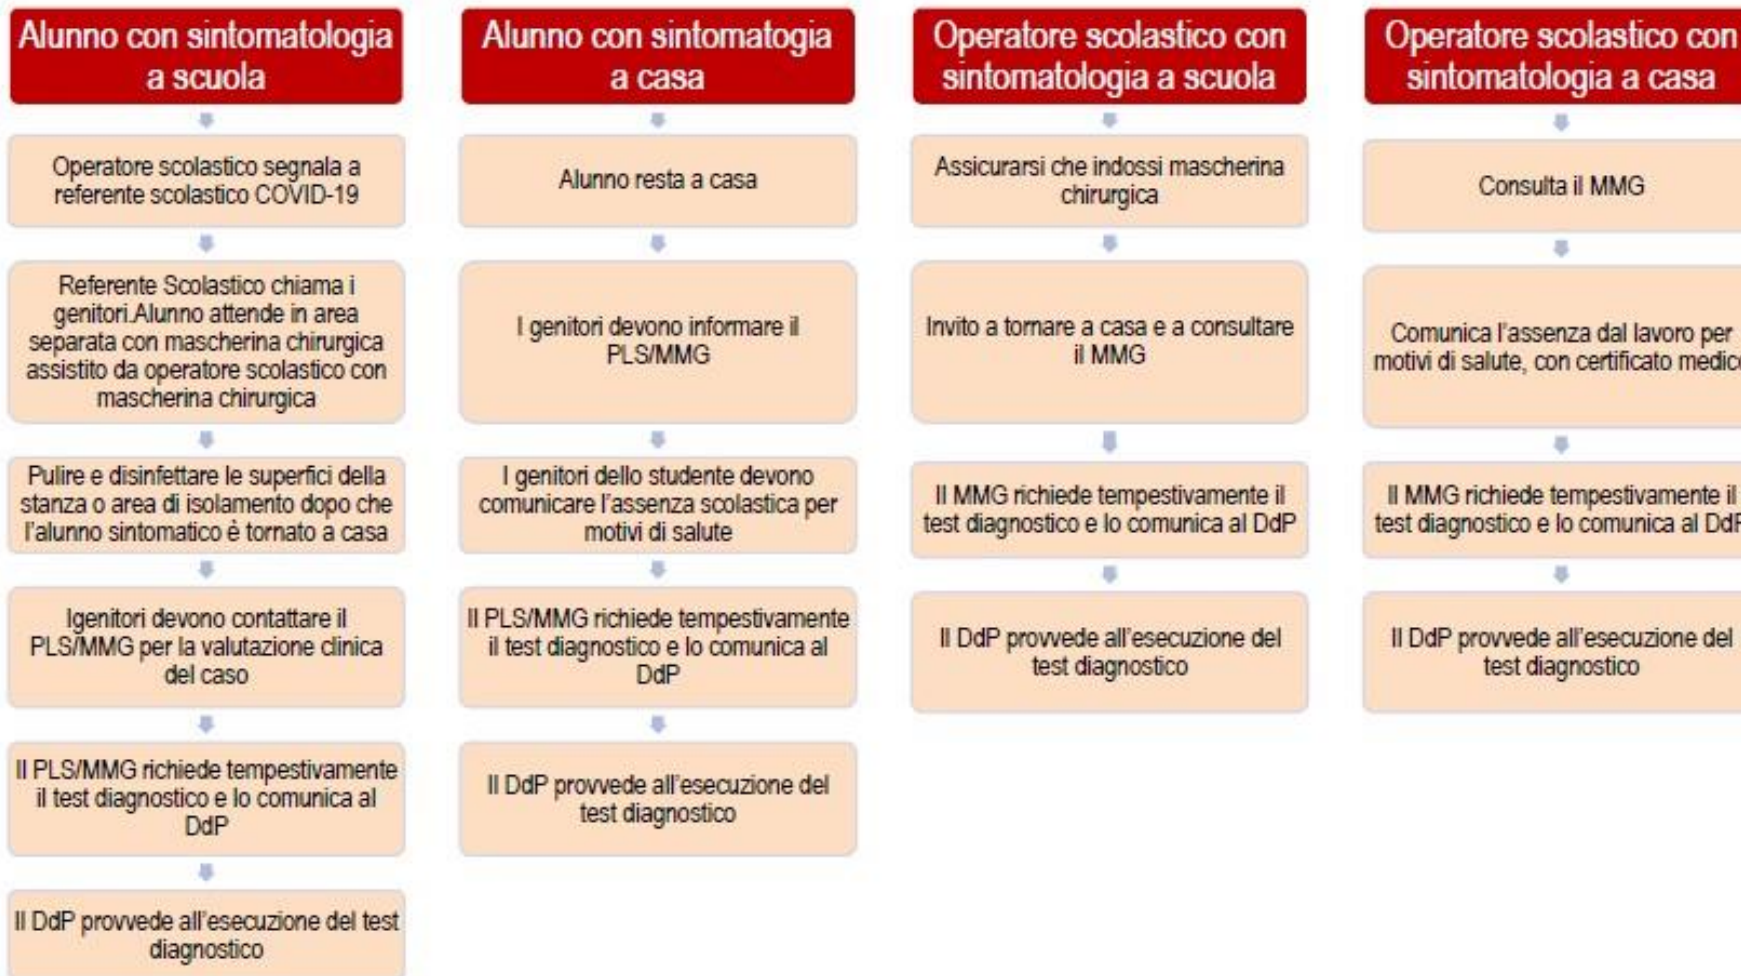 Alunno con sintomatologia
a scuola
Operatore scolastico segnala a
referente scolastico COVID-19
Referente Scolastico chiama i
genitori.Alunno attende in area
separata con mascherina chirurgica
assistito da operatore scolastico con
mascherina chirurgica
Pulire e disinfettare le superfici della
stanza o area di isolamento dopo che
l'alunno sintomatico è tornato a casa
Igenitori devono contattare il
PLS/MMG per la valutazione clinica
del caso
Il PLS/MMG richiede tempestivamente
il test diagnostico e lo comunica al
DdP
Il DdP provvede all'esecuzione del test
diagnostico
Alunno con sintomatogia
a casa
Alunno resta a casa
I genitori devono informare il
PLS/MMG
I genitori dello studente devono
comunicare l'assenza scolastica per
motivi di salute
Il PLS/MMG richiede tempestivamente
il test diagnostico e lo comunica al
DdP
Il DdP provvede all'esecuzione del
test diagnostico
Operatore scolastico con
sintomatologia a scuola
Assicurarsi che indossi mascherina
chirurgica
Invito a tornare a casa e a consultare
il MMG
Il MMG richiede tempestivamente il
test diagnostico e lo comunica al DdP
Il DdP provvede all'esecuzione del
test diagnostico
Operatore scolastico con
sintomatologia a casa
Consulta il MMG
Comunica l'assenza dal lavoro per
motivi di salute, con certificato medico
Il MMG richiede tempestivamente il
test diagnostico e lo comunica al DdP
Il DdP provvede all'esecuzione del
test diagnostico